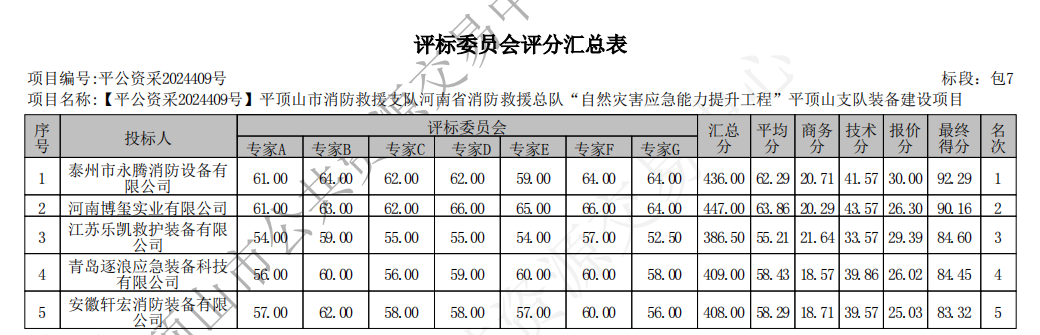 评标委员会评分汇总表
项目编号:平公资采2024409号 标段：包7
项目名称:【平公资采2024409号】平顶山市消防救援支队河南省消防救援总队“自然灾害应急能力提升工程”平顶山支队装备建设项目
序号 投标人 评标委员会 汇总分 平均分 商务分 技术分 报价分 最终得分 名次
专家A 专家B 专家C 专家D 专家E 专家F 专家G
1 泰州市永腾消防设备有限公司 61.00 64.00 62.00 62.00 59.00 64.00 64.00 436.00 62.29 20.71 41.57 30.00 92.29 1
2 河南博玺实业有限公司 61.00 63.00 62.00 66.00 65.00 66.00 64.00 447.00 63.86 20.29 43.57 26.30 90.16 2
3 江苏乐凯救护装备有限公司 54.00 59.00 55.00 55.00 54.00 57.00 52.50 386.50 55.21 21.64 33.57 29.39 84.60 3
4 青岛逐浪应急装备科技有限公司 56.00 60.00 56.00 59.00 60.00 60.00 58.00 409.00 58.43 18.57 39.86 26.02 84.45 4
5 安徽轩宏消防装备有限公司 57.00 62.00 58.00 58.00 57.00 60.00 56.00 408.00 58.29 18.71 39.57 25.03 83.32 5